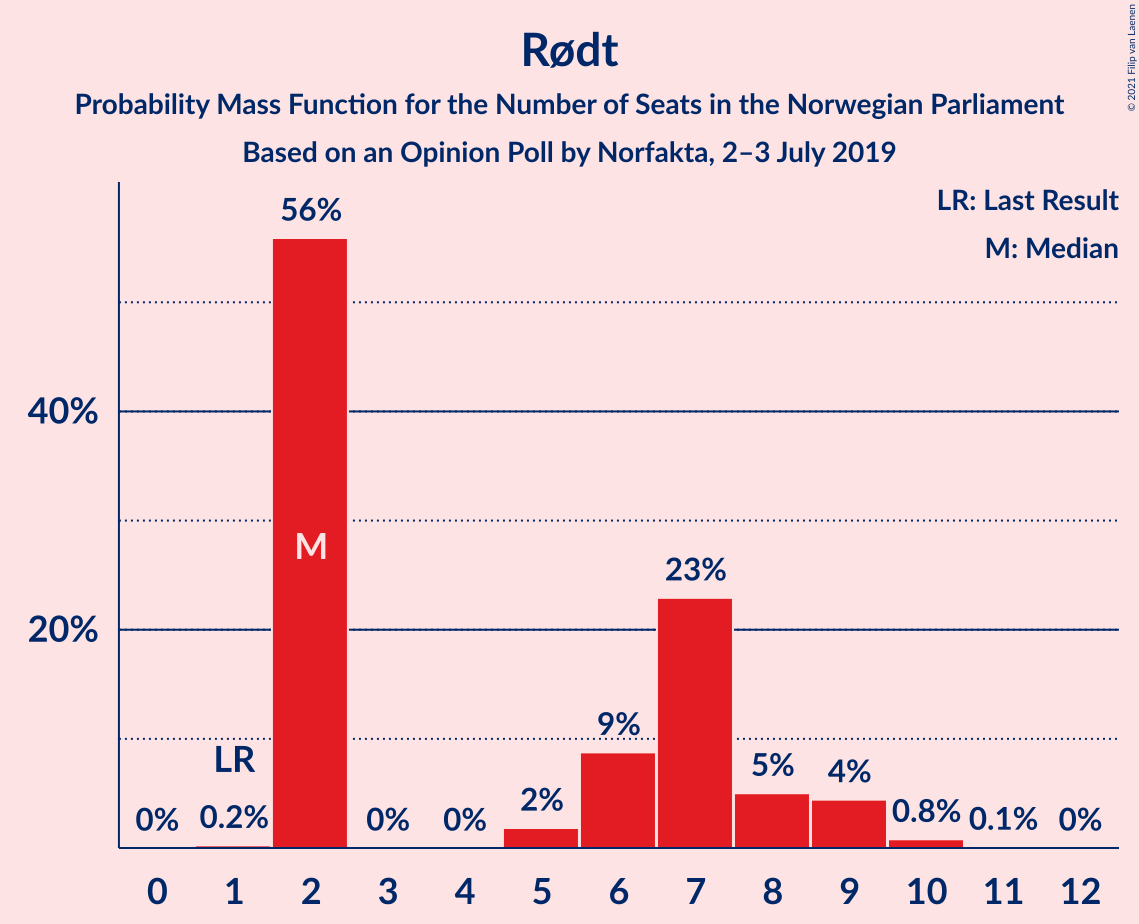 Rødt
Probability Mass Function for the Number of Seats in the Norwegian Parliament
Based on an Opinion Poll by Norfakta, 2–3 July 2019
© 2021 Filip van Laenen
LR: Last Result
M: Median
56%
40%
M
23%
20%
9%
LR
5%
4%
2%
0%
0.2%
0%
0%
0.8%
0.1%
0%
0 1 2 3 4 5 6 7 8 9 10 11 12